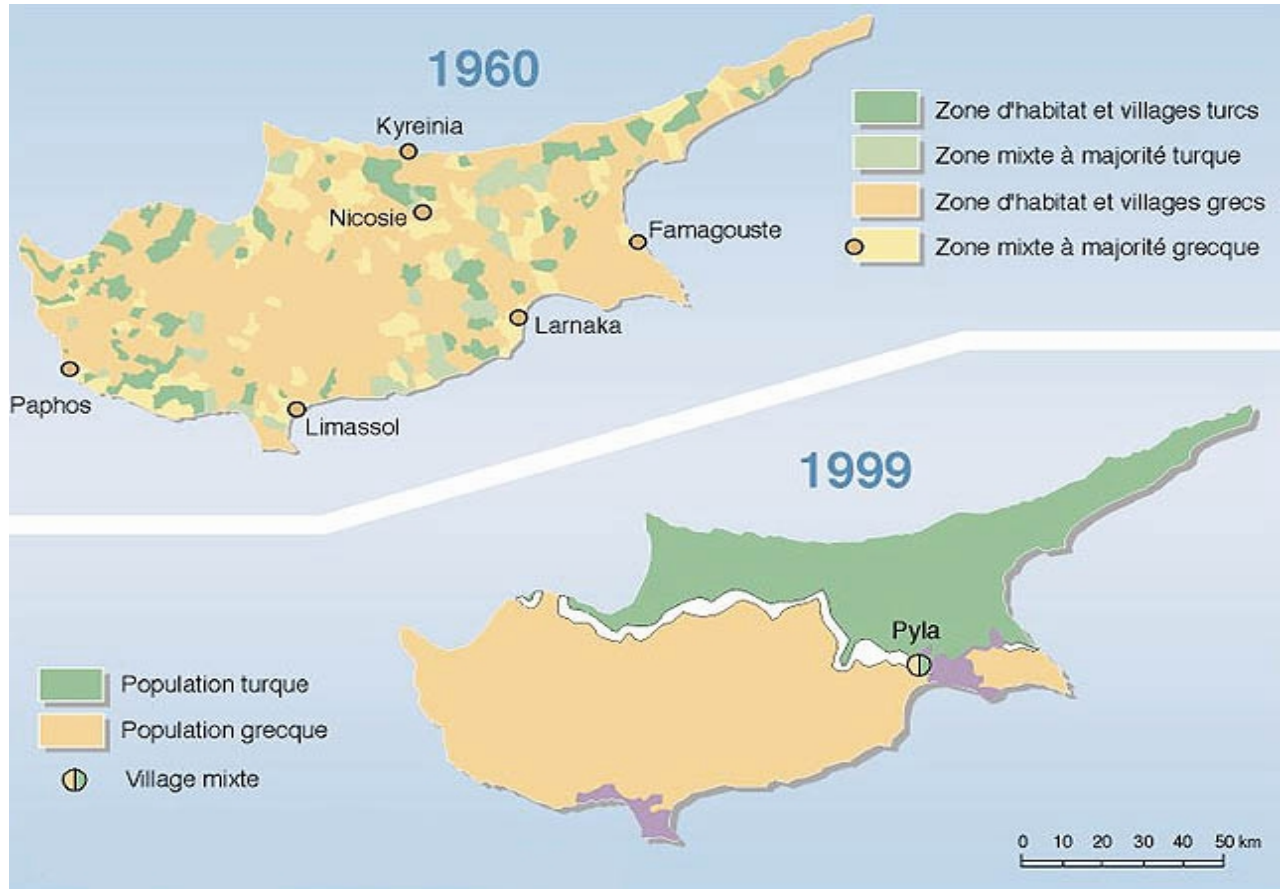 1960
Kyreinia
Nicosie
Famagouste
Larnaka
Paphos
Limassol
Zone d'habitat et villages turcs
Zone mixte à majorité turque
Zone d'habitat et villages grecs
Zone mixte à majorité grecque
1999
Pyla
Population turque
Population grecque
Village mixte
0 10 20 30 40 50 km